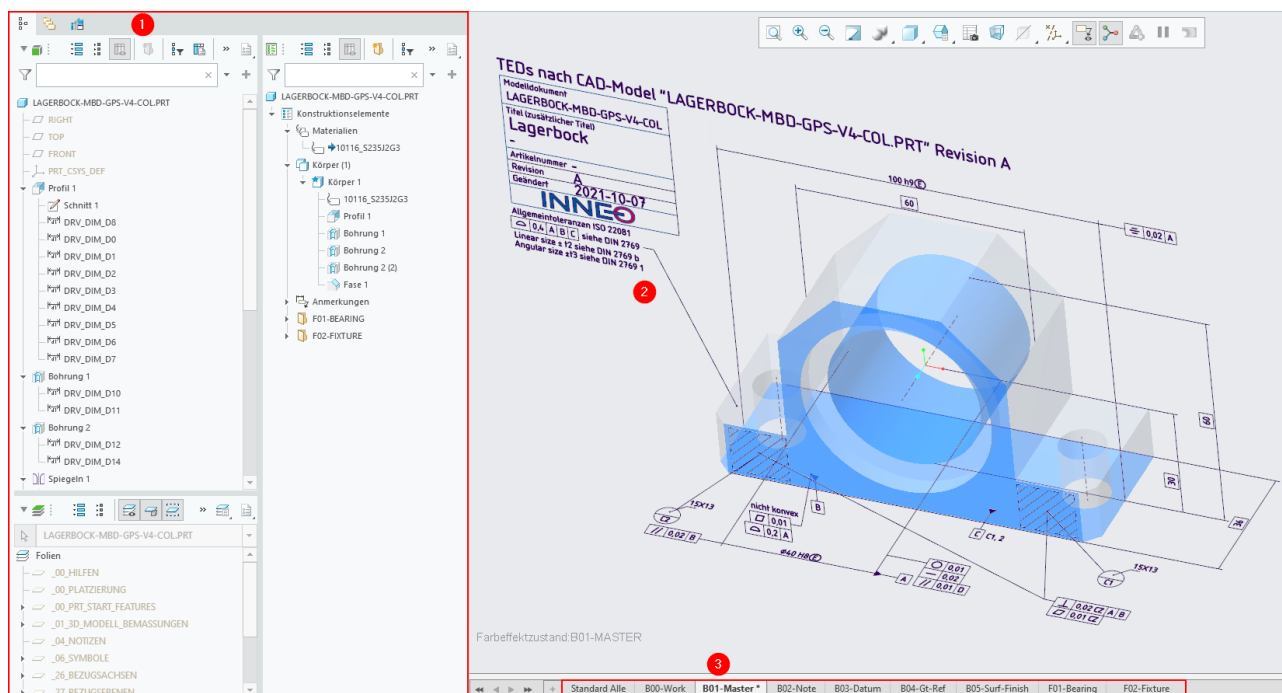 1
LAGERBOCK-MBD-GPS-V4-COL.PRT
RIGHT
TOP
FRONT
PRT_CSYS_DEF
Profil 1
Schnitt 1
DRV_DIM_D8
DRV_DIM_D0
DRV_DIM_D1
DRV_DIM_D2
DRV_DIM_D3
DRV_DIM_D4
DRV_DIM_D5
DRV_DIM_D6
DRV_DIM_D7
Bohrung 1
DRV_DIM_D10
DRV_DIM_D11
Bohrung 2
DRV_DIM_D12
DRV_DIM_D14
Spiegeln 1
LAGERBOCK-MBD-GPS-V4-COL.PRT
Folien
_00_HILFEN
_00_PLATZIERUNG
_00_PRT_START_FEATURES
_01_3D_MODELL_BEMASSUNGEN
_04_NOTIZEN
_06_SYMBOLE
_26_BEZUGSACHSEN
_27_BEZUGSEBENEN
LAGERBOCK-MBD-GPS-V4-COL.PRT
Konstruktionselemente
Materialien
10116_S235J2G3
Körper (1)
Körper 1
10116_S235J2G3
Profil 1
Bohrung 1
Bohrung 2
Bohrung 2 (2)
Fase 1
Anmerkungen
F01-BEARING
F02-FIXTURE
TEDs nach CAD-Model "LAGERBOCK-MBD-GPS-V4-COL.PRT" Revision A
Modelldokument
LAGERBOCK-MBD-GPS-V4-COL
Titel (zusätzlicher Titel)
Lagerbock
-
Artikelnummer -
Revision A
Geändert 2021-10-07
INNEO
Allgemeintoleranzen ISO 22081
0,4 A B C siehe DIN 2769
Linear size ± t2 siehe DIN 2769 b
Angular size ±t3 siehe DIN 2769 1
2
100 h9 E
60
0,02 A
60
30
15X13
C2
0,02 B
nicht konvex
0,01
0,2 A
B
ø40 H8 E
A
0,01
0,02
0,01 D
C C1, 2
15X13
C1
0,02 CZ A B
0,01 CZ
Farbeffektzustand:B01-MASTER
3
Standard Alle B00-Work B01-Master * B02-Note B03-Datum B04-Gt-Ref B05-Surf-Finish F01-Bearing F02-Fixture